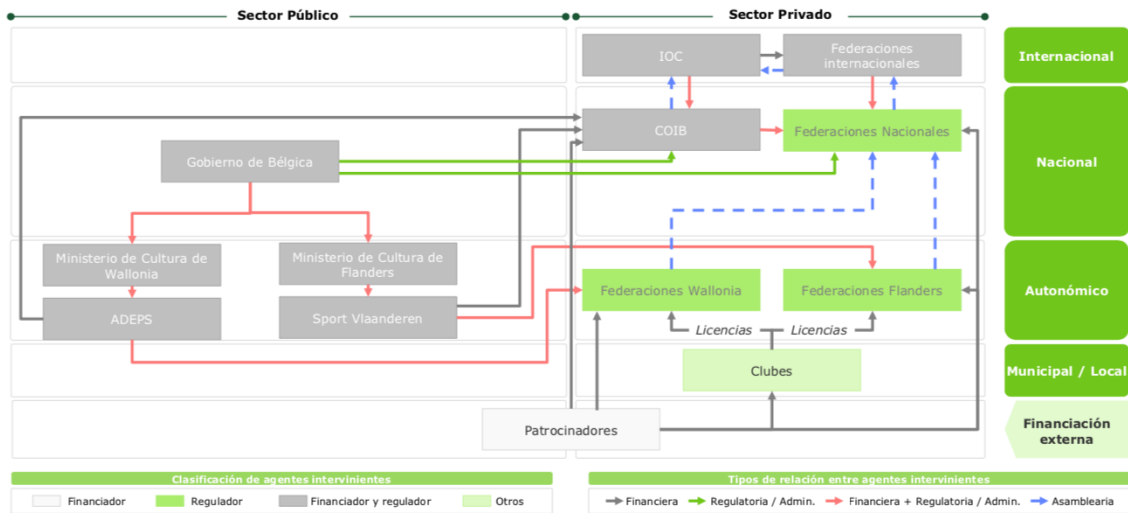 Sector Público
Sector Privado
IOC
Federaciones
internacionales
Internacional
COIB
Federaciones Nacionales
Gobierno de Bélgica
Nacional
Ministerio de Cultura de
Wallonia
Ministerio de Cultura de
Flanders
ADEPS
Sport Vlaanderen
Federaciones Wallonia
Federaciones Flanders
Autonómico
Licencias
Licencias
Clubes
Municipal / Local
Patrocinadores
Financiación
externa
Clasificación de agentes intervinientes
Financiador
Regulador
Financiador y regulador
Otros
Tipos de relación entre agentes intervinientes
Financiera
Regulatoria / Admin.
Financiera + Regulatoria / Admin.
Asamblearia